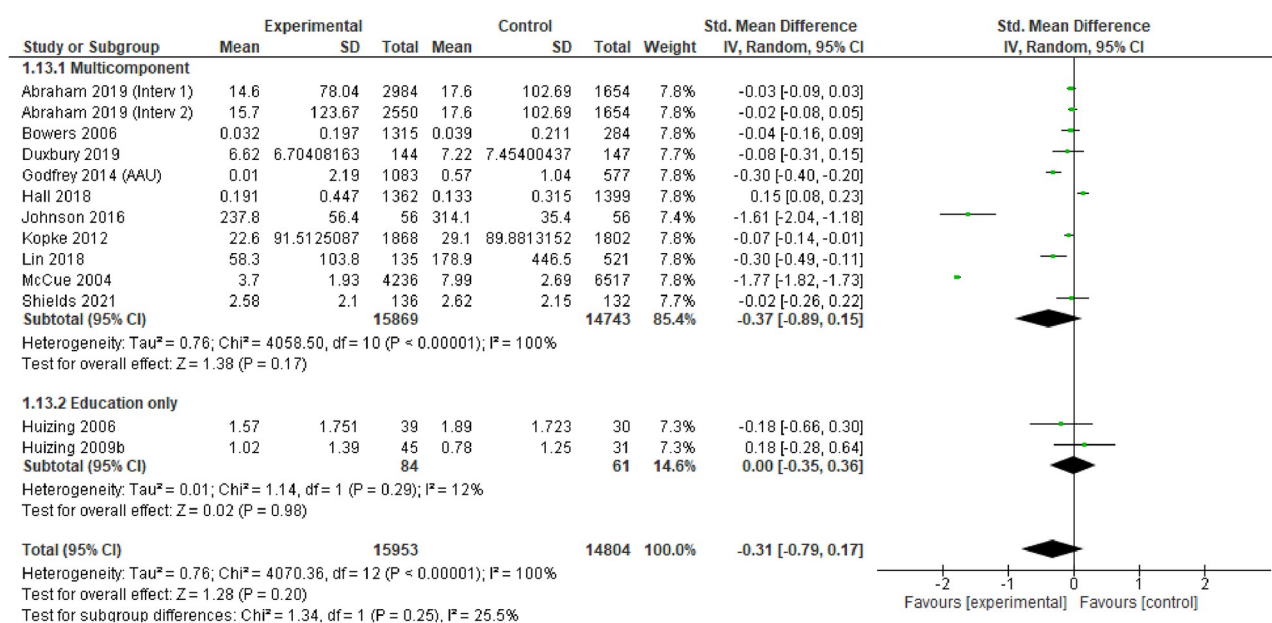 Experimental Control Std. Mean Difference Std. Mean Difference
Study or Subgroup Mean SD Total Mean SD Total Weight IV, Random, 95% CI IV, Random, 95% CI
1.13.1 Multicomponent
Abraham 2019 (Interv 1) 14.6 78.04 2984 17.6 102.69 1654 7.8% -0.03 [-0.09, 0.03]
Abraham 2019 (Interv 2) 15.7 123.67 2550 17.6 102.69 1654 7.8% -0.02 [-0.08, 0.05]
Bowers 2006 0.032 0.197 1315 0.039 0.211 284 7.8% -0.04 [-0.16, 0.09]
Duxbury 2019 6.62 6.70408163 144 7.22 7.45400437 147 7.7% -0.08 [-0.31, 0.15]
Godfrey 2014 (AAU) 0.01 2.19 1083 0.57 1.04 577 7.8% -0.30 [-0.40, -0.20]
Hall 2018 0.191 0.447 1362 0.133 0.315 1399 7.8% 0.15 [0.08, 0.23]
Johnson 2016 237.8 56.4 56 314.1 35.4 56 7.4% -1.61 [-2.04, -1.18]
Kopke 2012 22.6 91.5125087 1868 29.1 89.8813152 1802 7.8% -0.07 [-0.14, -0.01]
Lin 2018 58.3 103.8 135 178.9 446.5 521 7.8% -0.30 [-0.49, -0.11]
McCue 2004 3.7 1.93 4236 7.99 2.69 6517 7.8% -1.77 [-1.82, -1.73]
Shields 2021 2.58 2.1 136 2.62 2.15 132 7.7% -0.02 [-0.26, 0.22]
Subtotal (95% CI) 15869 14743 85.4% -0.37 [-0.89, 0.15]
Heterogeneity: Tau² = 0.76; Chi² = 4058.50, df = 10 (P < 0.00001); I² = 100%
Test for overall effect: Z = 1.38 (P = 0.17)
1.13.2 Education only
Huizing 2006 1.57 1.751 39 1.89 1.723 30 7.3% -0.18 [-0.66, 0.30]
Huizing 2009b 1.02 1.39 45 0.78 1.25 31 7.3% 0.18 [-0.28, 0.64]
Subtotal (95% CI) 84 61 14.6% 0.00 [-0.35, 0.36]
Heterogeneity: Tau² = 0.01; Chi² = 1.14, df = 1 (P = 0.29); I² = 12%
Test for overall effect: Z = 0.02 (P = 0.98)
Total (95% CI) 15953 14804 100.0% -0.31 [-0.79, 0.17]
Heterogeneity: Tau² = 0.76; Chi² = 4070.36, df = 12 (P < 0.00001); I² = 100%
Test for overall effect: Z = 1.28 (P = 0.20)
Test for subgroup differences: Chi² = 1.34, df = 1 (P = 0.25), I² = 25.5%
-2 -1 0 1 2
Favours [experimental] Favours [control]